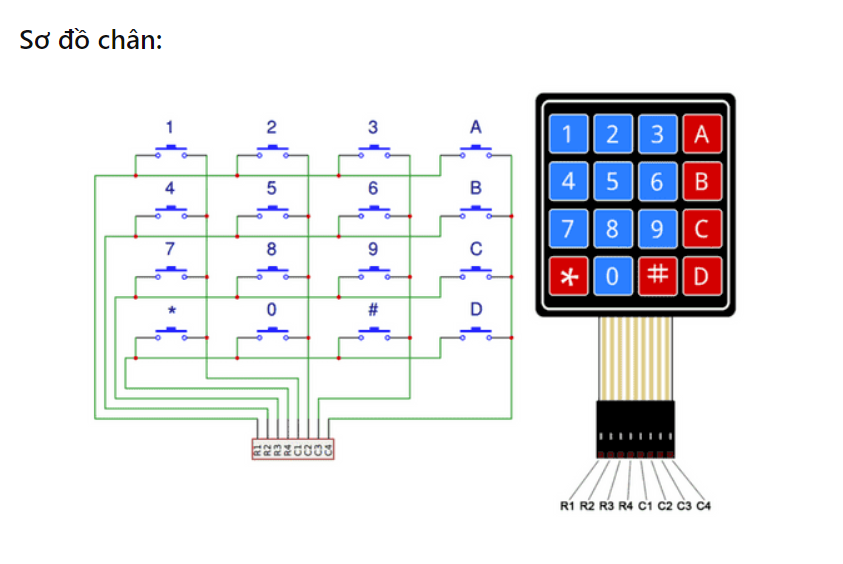 Sơ đồ chân:
1 2 3 A
4 5 6 B
7 8 9 C
* 0 # D
R1 R2 R3 R4 C1 C2 C3 C4
1 2 3 A
4 5 6 B
7 8 9 C
* 0 # D
R1 R2 R3 R4 C1 C2 C3 C4